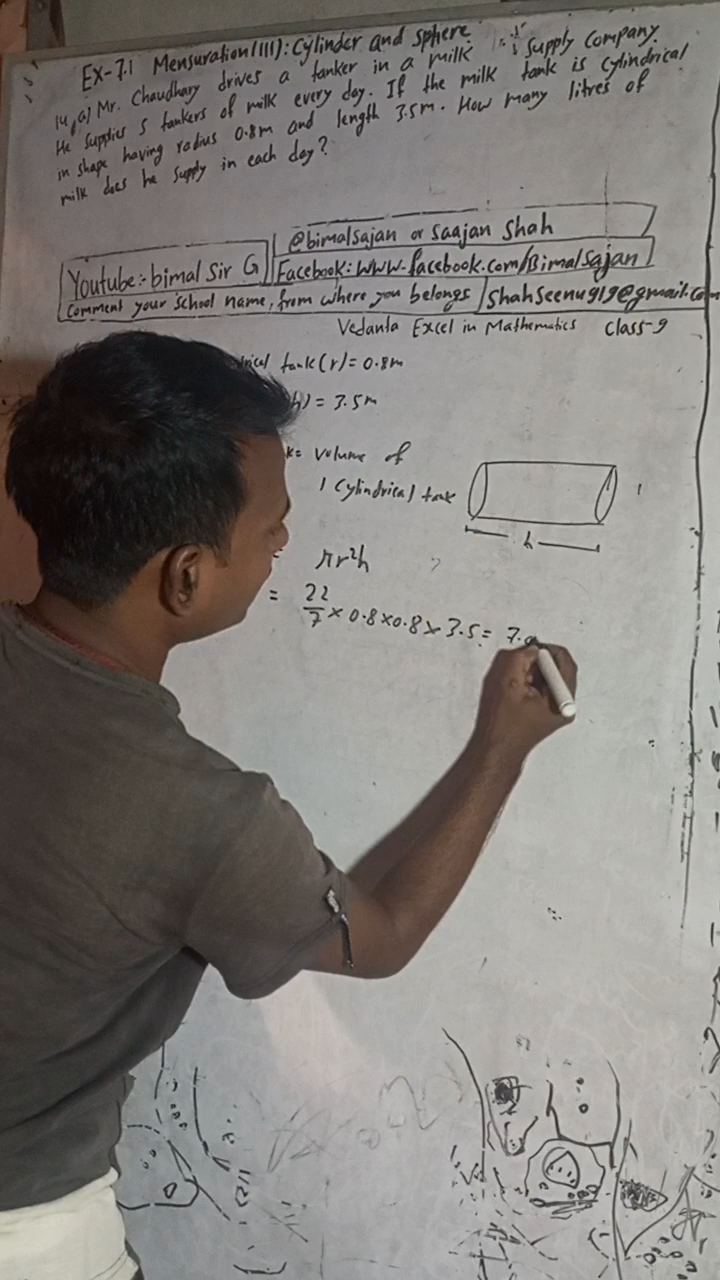 Ex-7.1 Mensuration(III): Cylinder and sphere
14. a) Mr. Chaudhary drives a tanker in a milk supply company.
He supplies 5 tankers of milk every day. If the milk tank is cylindrical
in shape having radius 0.8m and length 3.5m. How many litres of
milk does he supply in each day?
@bimalsajan or saajan Shah
Youtube:- bimal Sir G
Facebook: WWW.facebook.com/Bimalsajan
Comment your school name, from where you belongs
Shahseenu919@gmail.com
Vedanta Excel in Mathematics Class-9
tank (r) = 0.8m
h) = 3.5m
= Volume of
1 Cylindrical tank
h
= πr²h
= 22/7 × 0.8 × 0.8 × 3.5 = 7.